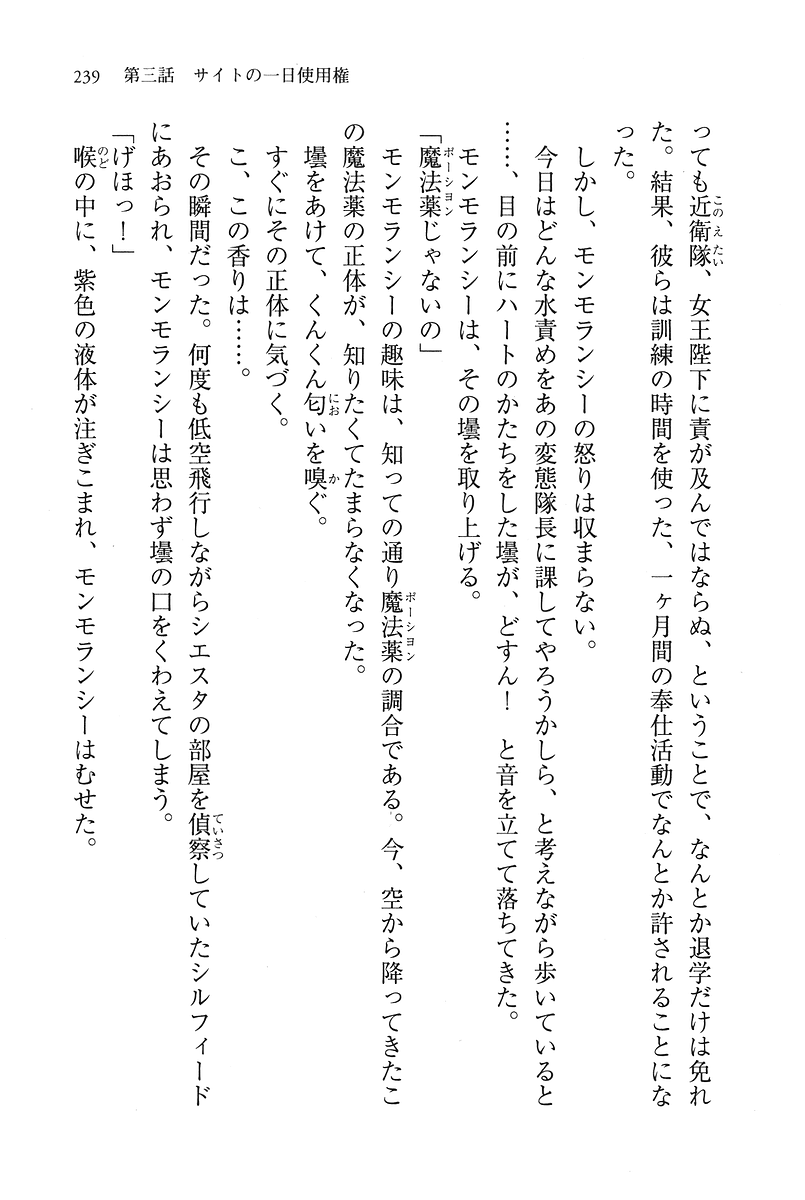 239 第三話 サイトの一日使用権
っても近衛隊、女王陛下に責が及んではならぬ、ということで、なんとか退学だけは免れ
た。結果、彼らは訓練の時間を使った、一ヶ月間の奉仕活動でなんとか許されることにな
った。
　しかし、モンモランシーの怒りは収まらない。
　今日はどんな水責めをあの変態隊長に課してやろうかしら、と考えながら歩いていると
……、目の前にハートのかたちをした壜が、どすん！　と音を立てて落ちてきた。
　モンモランシーは、その壜を取り上げる。
「魔法薬じゃないの」
　モンモランシーの趣味は、知っての通り魔法薬の調合である。今、空から降ってきたこ
の魔法薬の正体が、知りたくてたまらなくなった。
　壜をあけて、くんくん匂いを嗅ぐ。
　すぐにその正体に気づく。
　こ、この香りは……。
　その瞬間だった。何度も低空飛行しながらシエスタの部屋を偵察していたシルフィード
にあおられ、モンモランシーは思わず壜の口をくわえてしまう。
「げほっ！」
　喉の中に、紫色の液体が注ぎこまれ、モンモランシーはむせた。